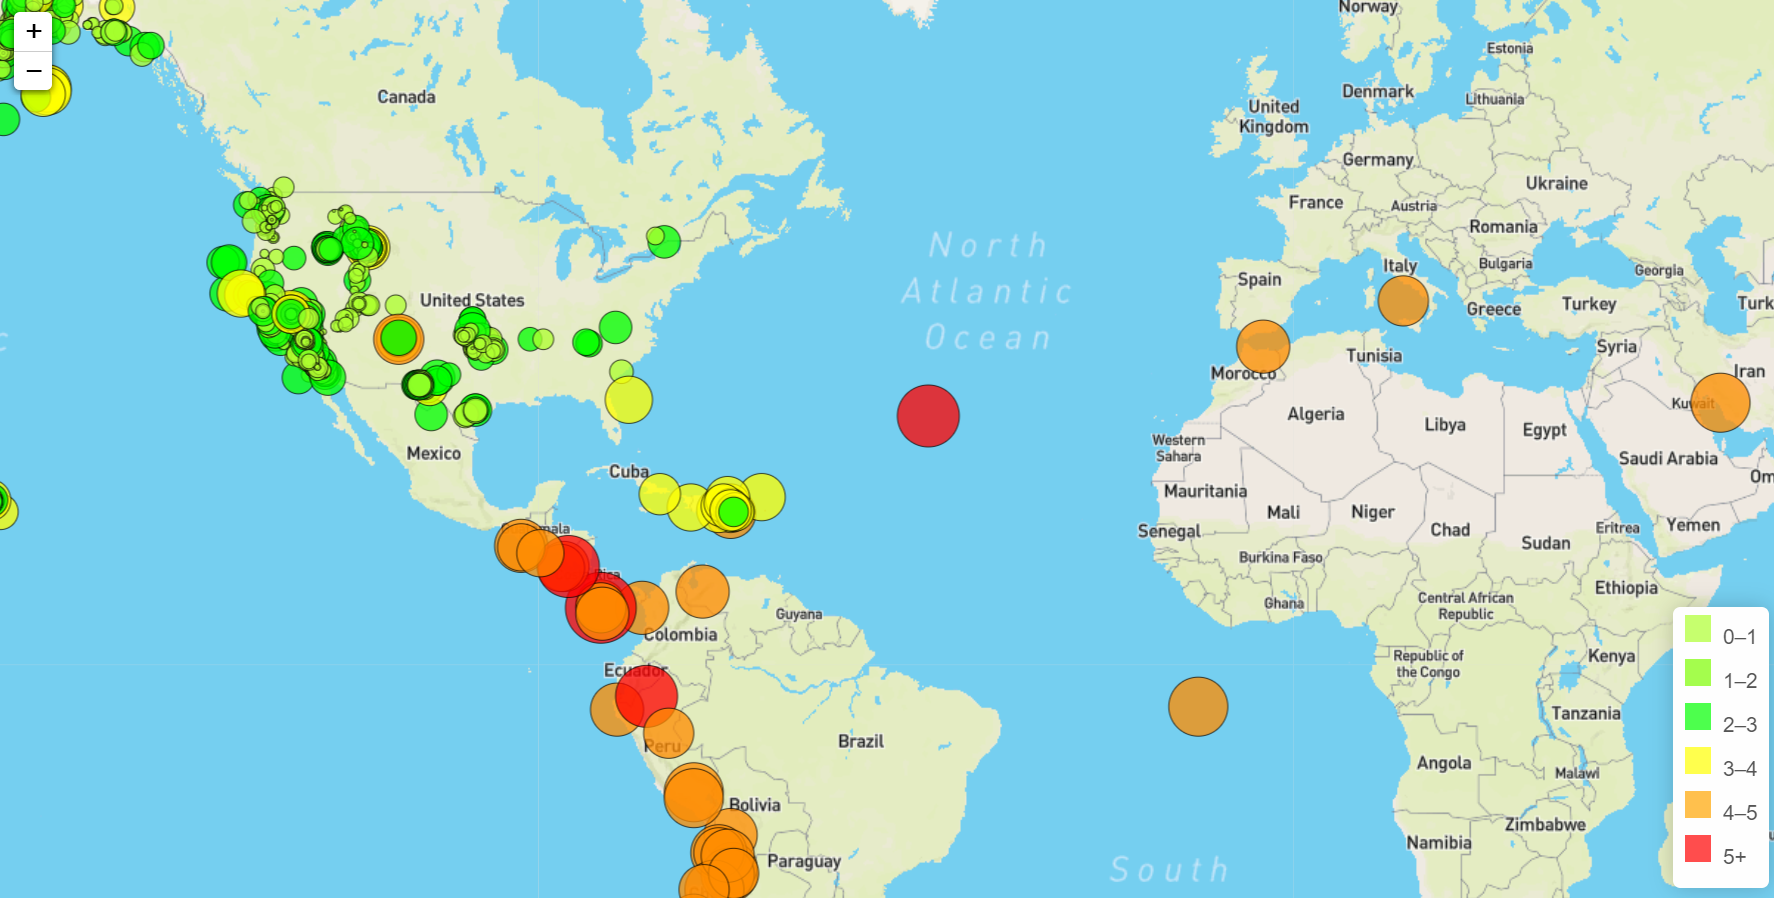 +
−
Norway
Estonia
Canada
Denmark
Lithuania
United
Kingdom
Germany
Ukraine
France
Austria
Romania
North
Atlantic
Ocean
Italy
Bulgaria
Georgia
Spain
United States
Greece
Turkey
Turk
Syria
Tunisia
Iran
Morocco
Kuwait
Algeria
Libya
Egypt
Mexico
Western
Sahara
Cuba
Saudi Arabia
Om
Mauritania
Mali
Niger
Chad
Senegal
Eritrea
Yemen
Sudan
Burkina Faso
Ethiopia
Ghana
Central African
Republic
Guyana
Colombia
Republic of
the Congo
Kenya
Ecuador
Tanzania
Brazil
Peru
Angola
Malawi
Bolivia
Zimbabwe
Namibia
Paraguay
South
0–1
1–2
2–3
3–4
4–5
5+